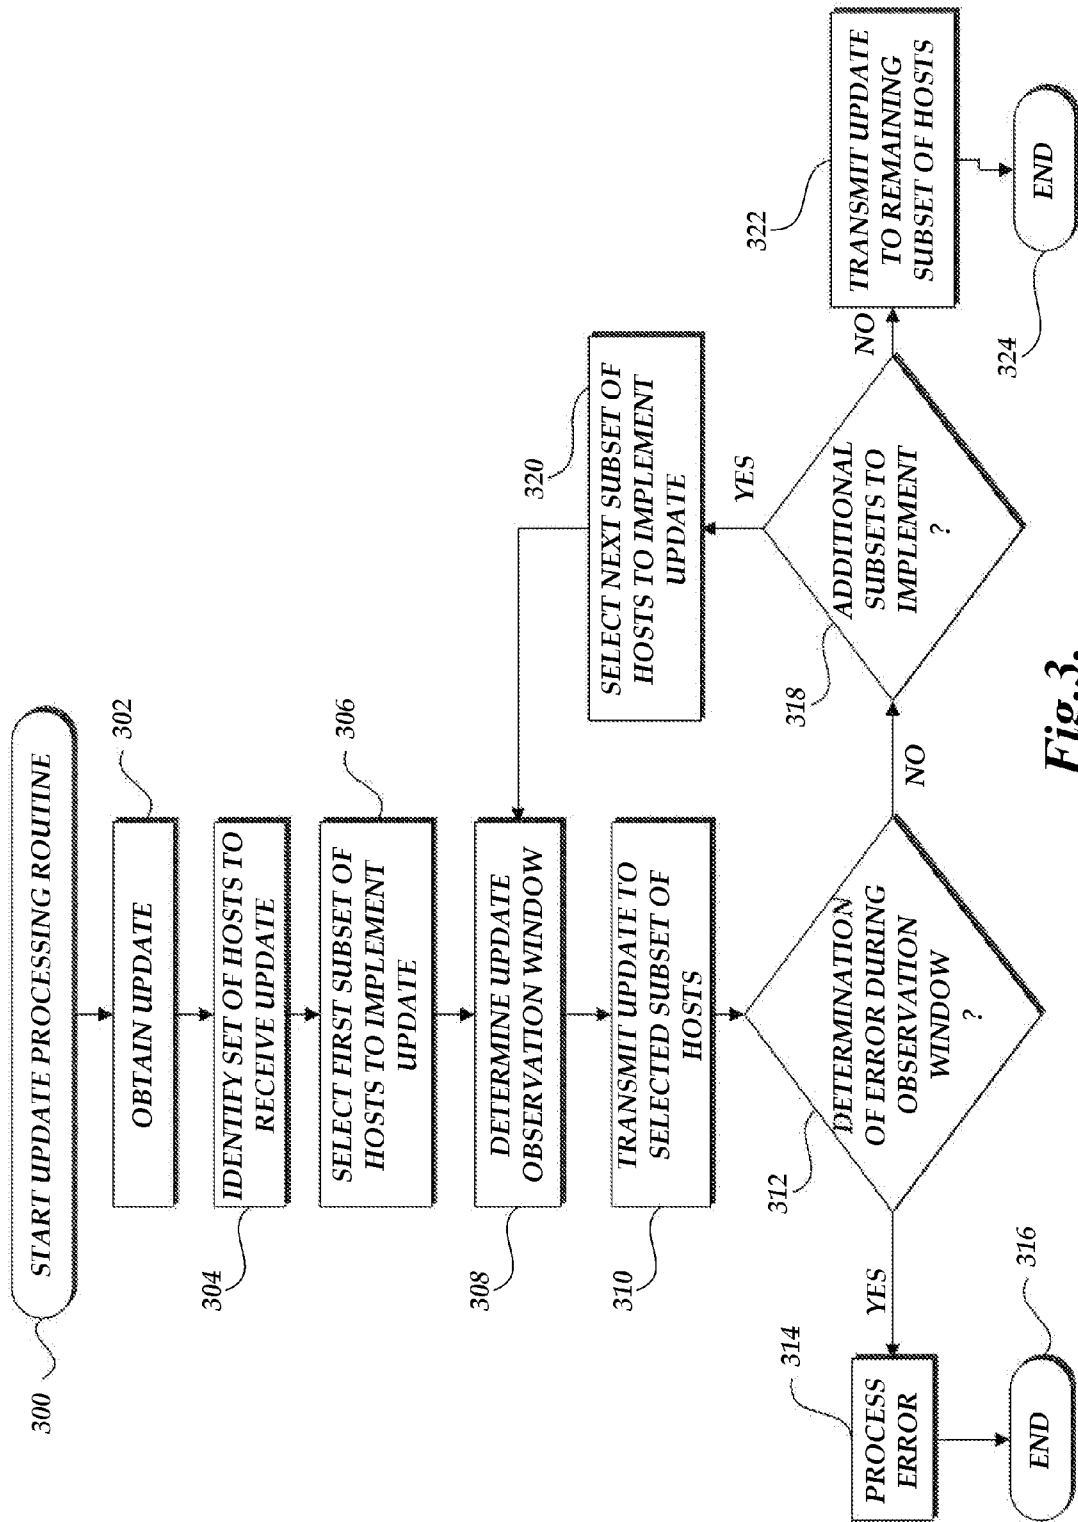 START UPDATE PROCESSING ROUTINE
300
302
OBTAIN UPDATE
IDENTIFY SET OF HOSTS TO
RECEIVE UPDATE
304
306
SELECT FIRST SUBSET OF
HOSTS TO IMPLEMENT
UPDATE
DETERMINE UPDATE
OBSERVATION WINDOW
308
TRANSMIT UPDATE TO
SELECTED SUBSET OF
HOSTS
310
DETERMINATION
OF ERROR DURING
OBSERVATION
WINDOW
?
312
YES
314
PROCESS
ERROR
316
END
NO
318
ADDITIONAL
SUBSETS TO
IMPLEMENT
?
YES
320
SELECT NEXT SUBSET OF
HOSTS TO IMPLEMENT
UPDATE
NO
322
TRANSMIT UPDATE
TO REMAINING
SUBSET OF HOSTS
END
324
Fig.3.